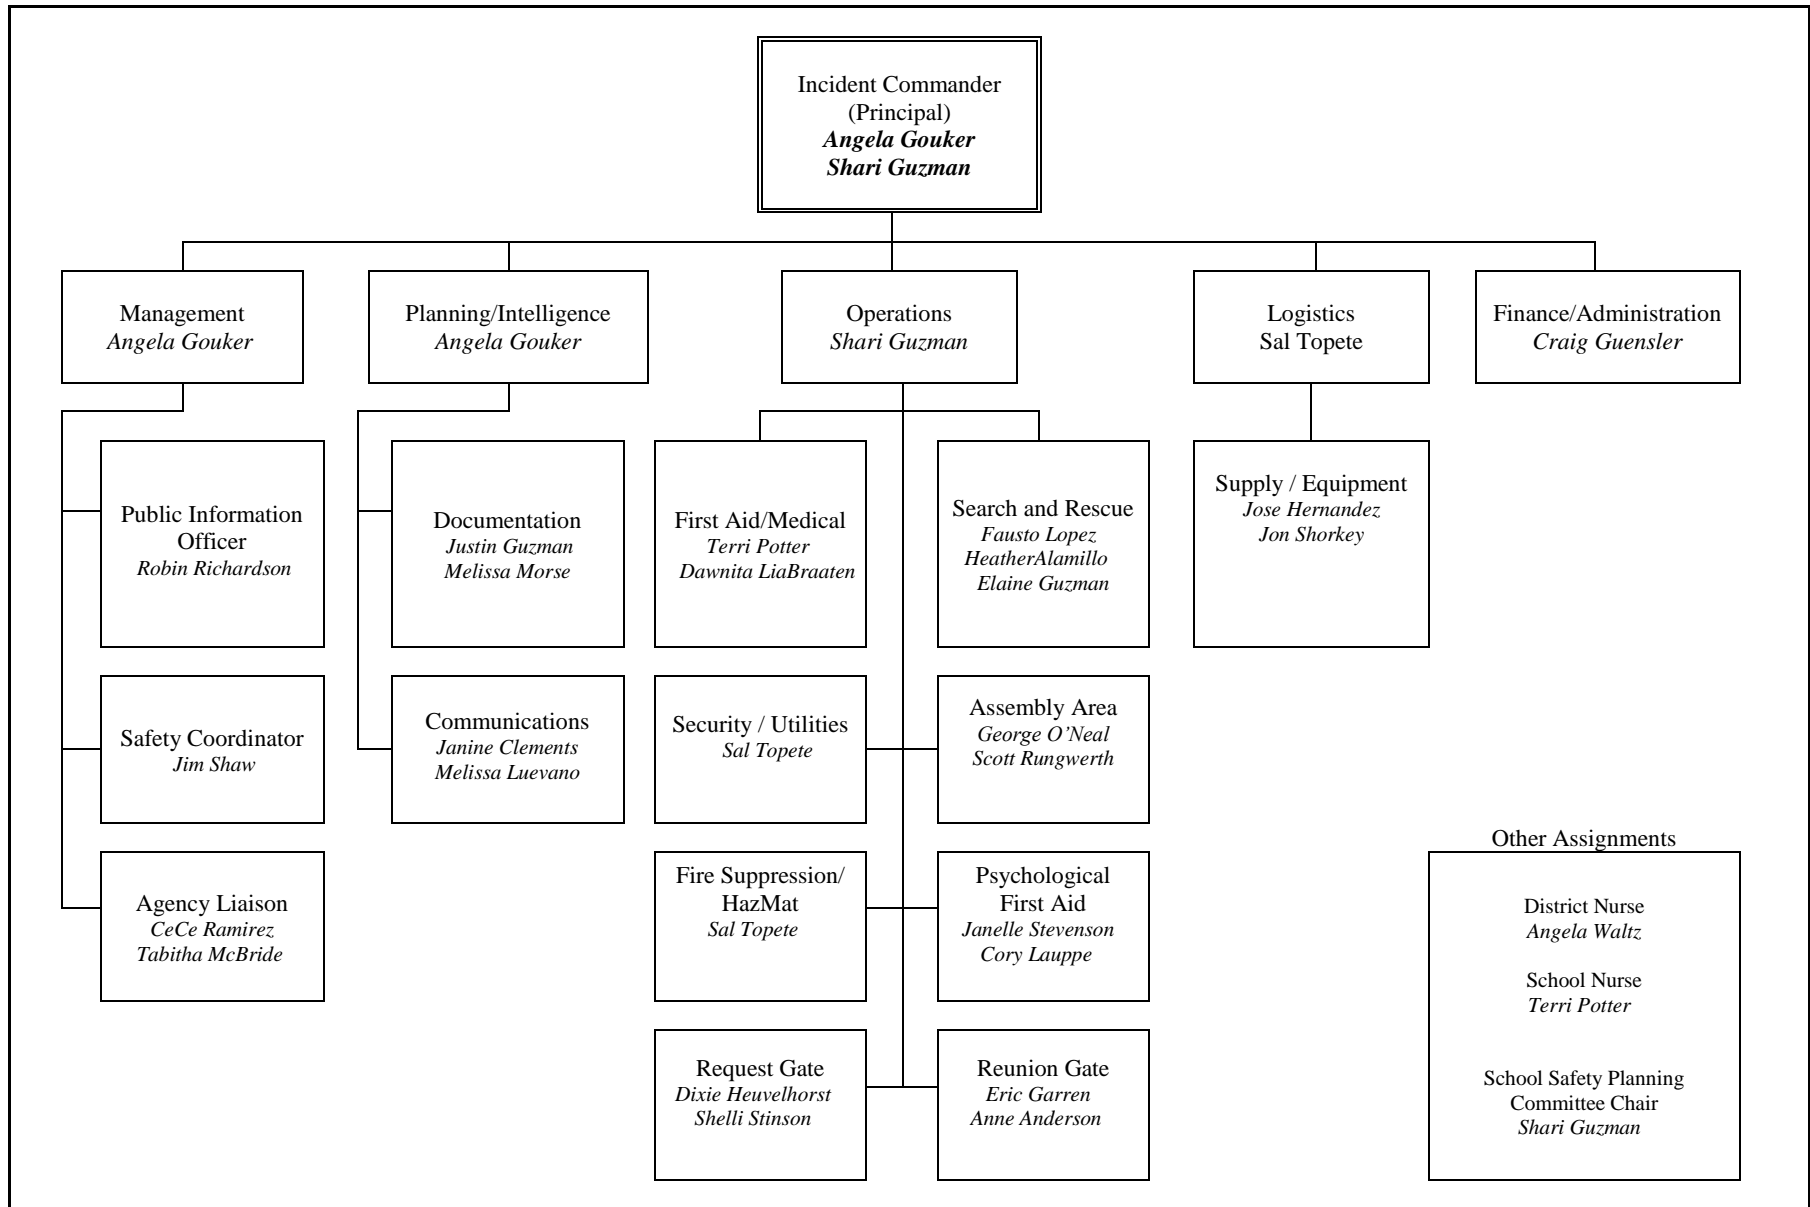 Incident Commander
(Principal)
Angela Gouker
Shari Guzman
Management
Angela Gouker
Planning/Intelligence
Angela Gouker
Operations
Shari Guzman
Logistics
Sal Topete
Finance/Administration
Craig Guensler
Public Information
Officer
Robin Richardson
Documentation
Justin Guzman
Melissa Morse
First Aid/Medical
Terri Potter
Dawnita LiaBraaten
Search and Rescue
Fausto Lopez
HeatherAlamillo
Elaine Guzman
Supply / Equipment
Jose Hernandez
Jon Shorkey
Safety Coordinator
Jim Shaw
Communications
Janine Clements
Melissa Luevano
Security / Utilities
Sal Topete
Assembly Area
George O’Neal
Scott Rungwerth
Agency Liaison
CeCe Ramirez
Tabitha McBride
Fire Suppression/
HazMat
Sal Topete
Psychological
First Aid
Janelle Stevenson
Cory Lauppe
Request Gate
Dixie Heuvelhorst
Shelli Stinson
Reunion Gate
Eric Garren
Anne Anderson
Other Assignments
District Nurse
Angela Waltz
School Nurse
Terri Potter
School Safety Planning
Committee Chair
Shari Guzman